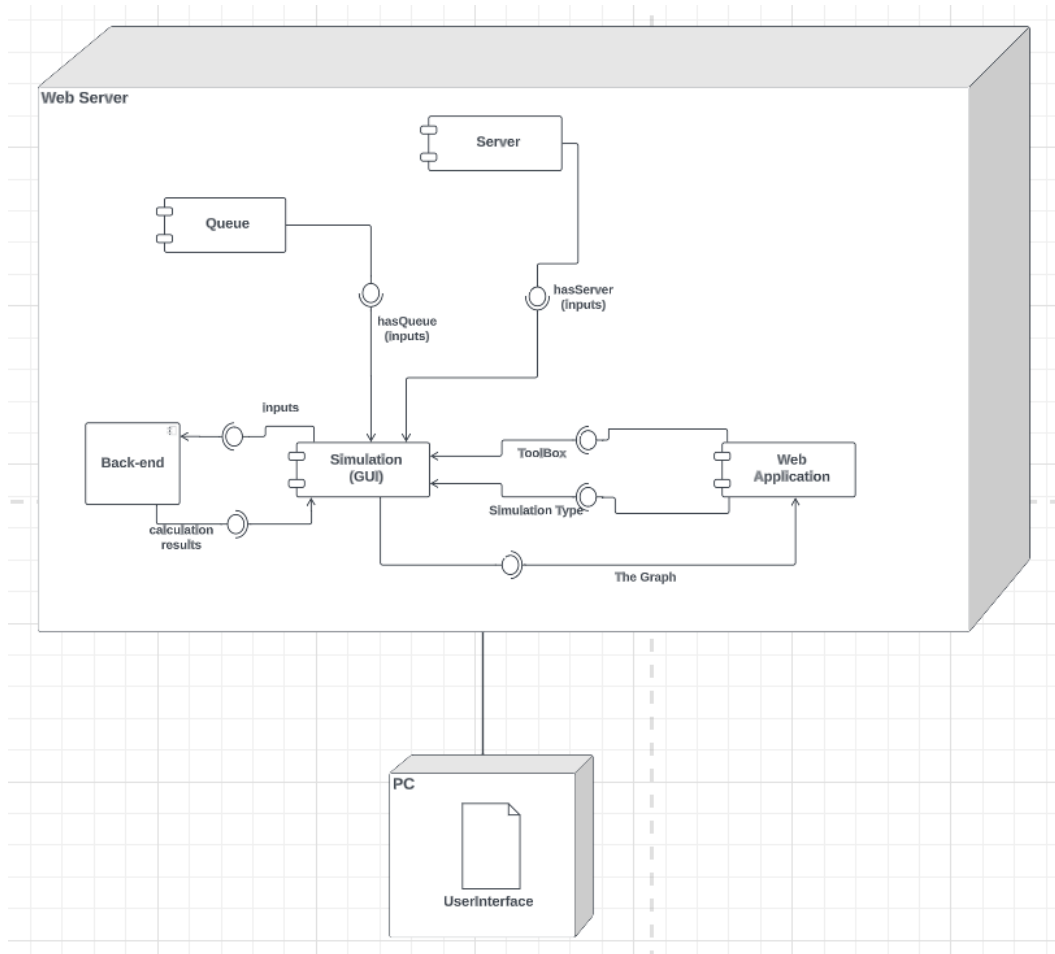 Web Server
Server
Queue
hasServer
(inputs)
hasQueue
(inputs)
inputs
Back-end
Simulation
(GUI)
ToolBox
Web
Application
Simulation Type
calculation
results
The Graph
PC
UserInterface